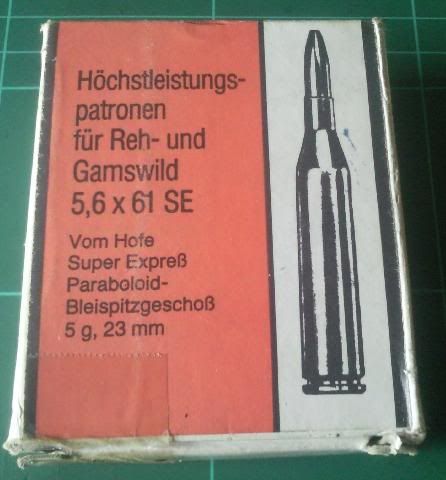 Höchstleistungs-
patronen
für Reh- und
Gamswild
5,6 x 61 SE
Vom Hofe
Super Expreß
Paraboloid-
Bleispitzgeschoß
5 g, 23 mm